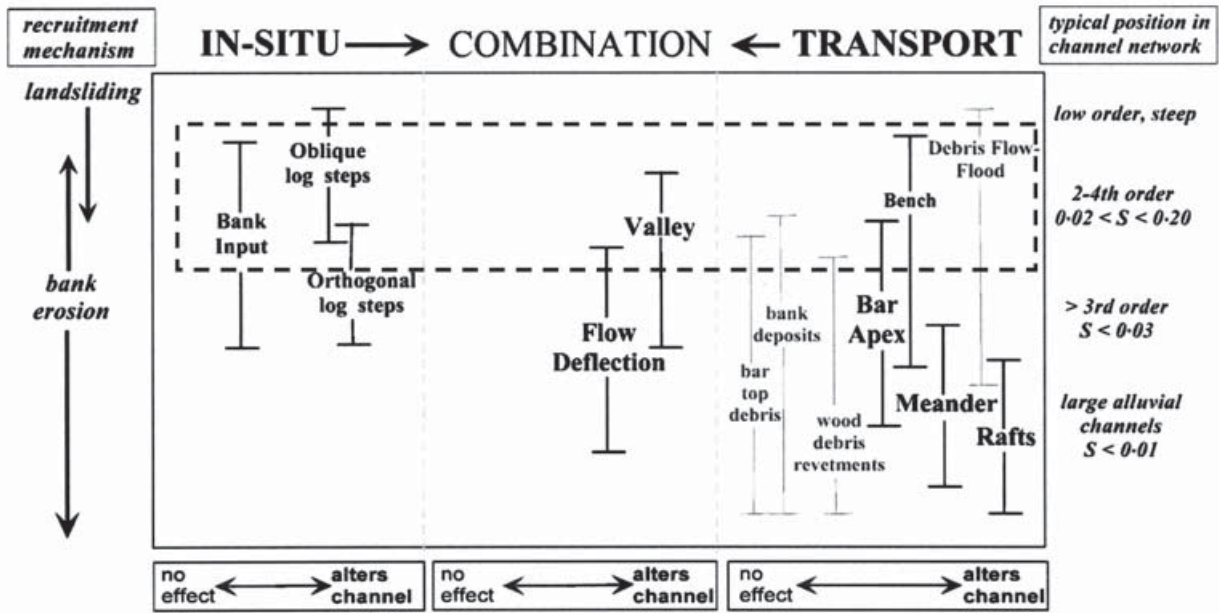 recruitment
mechanism
IN-SITU
COMBINATION
TRANSPORT
typical position in
channel network
landsliding
bank
erosion
Bank
Input
Oblique
log steps
Orthogonal
log steps
Flow
Deflection
Valley
bar
top
debris
bank
deposits
wood
debris
revetments
Bar
Apex
Bench
Meander
Debris Flow-
Flood
Rafts
low order, steep
2-4th order
0·02 < S < 0·20
> 3rd order
S < 0·03
large alluvial
channels
S < 0·01
no
effect
alters
channel
no
effect
alters
channel
no
effect
alters
channel